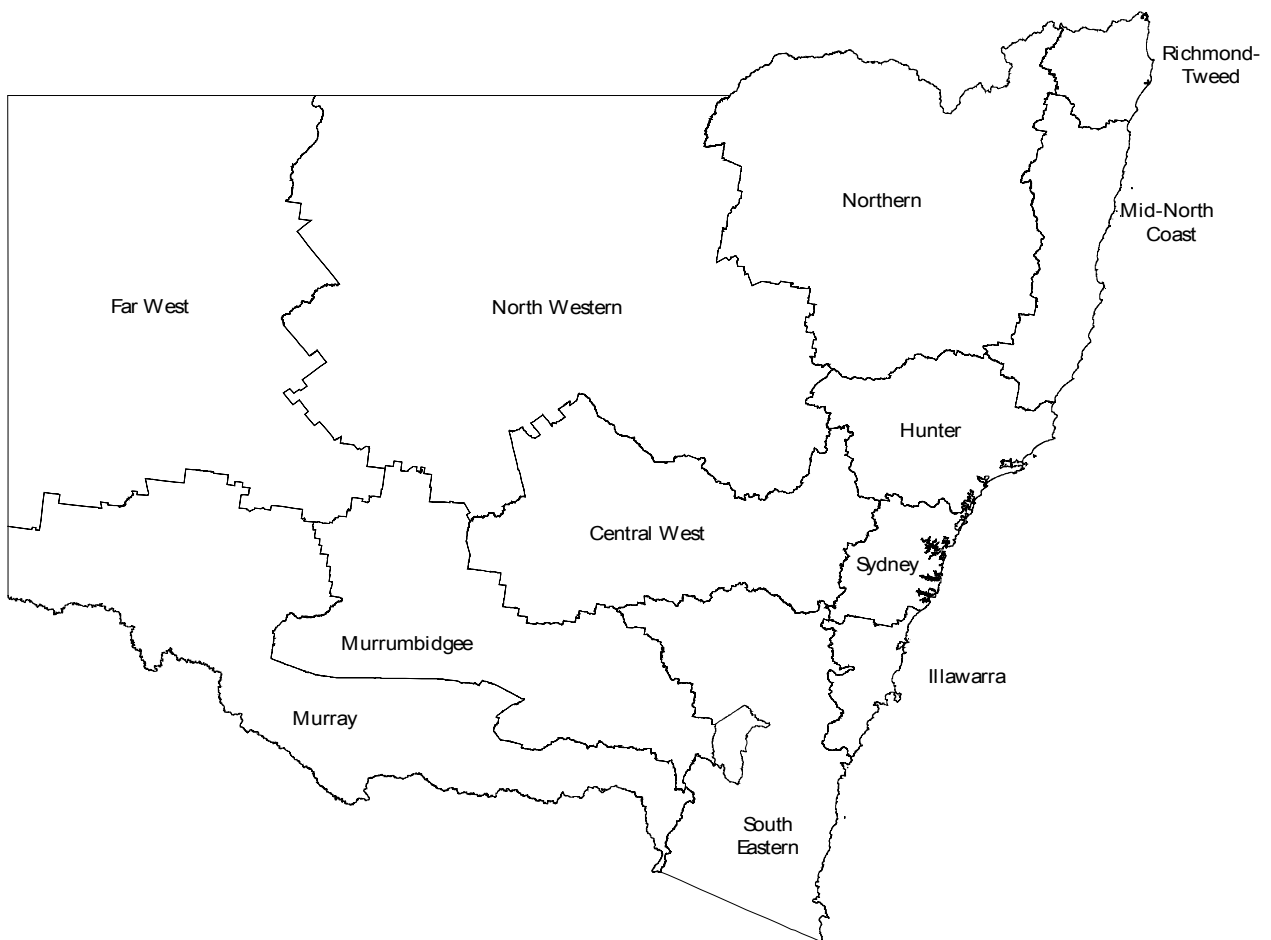 Richmond-
Tweed
Northern
Mid-North
Coast
Far West
North Western
Hunter
Central West
Sydney
Murrumbidgee
Illawarra
Murray
South
Eastern